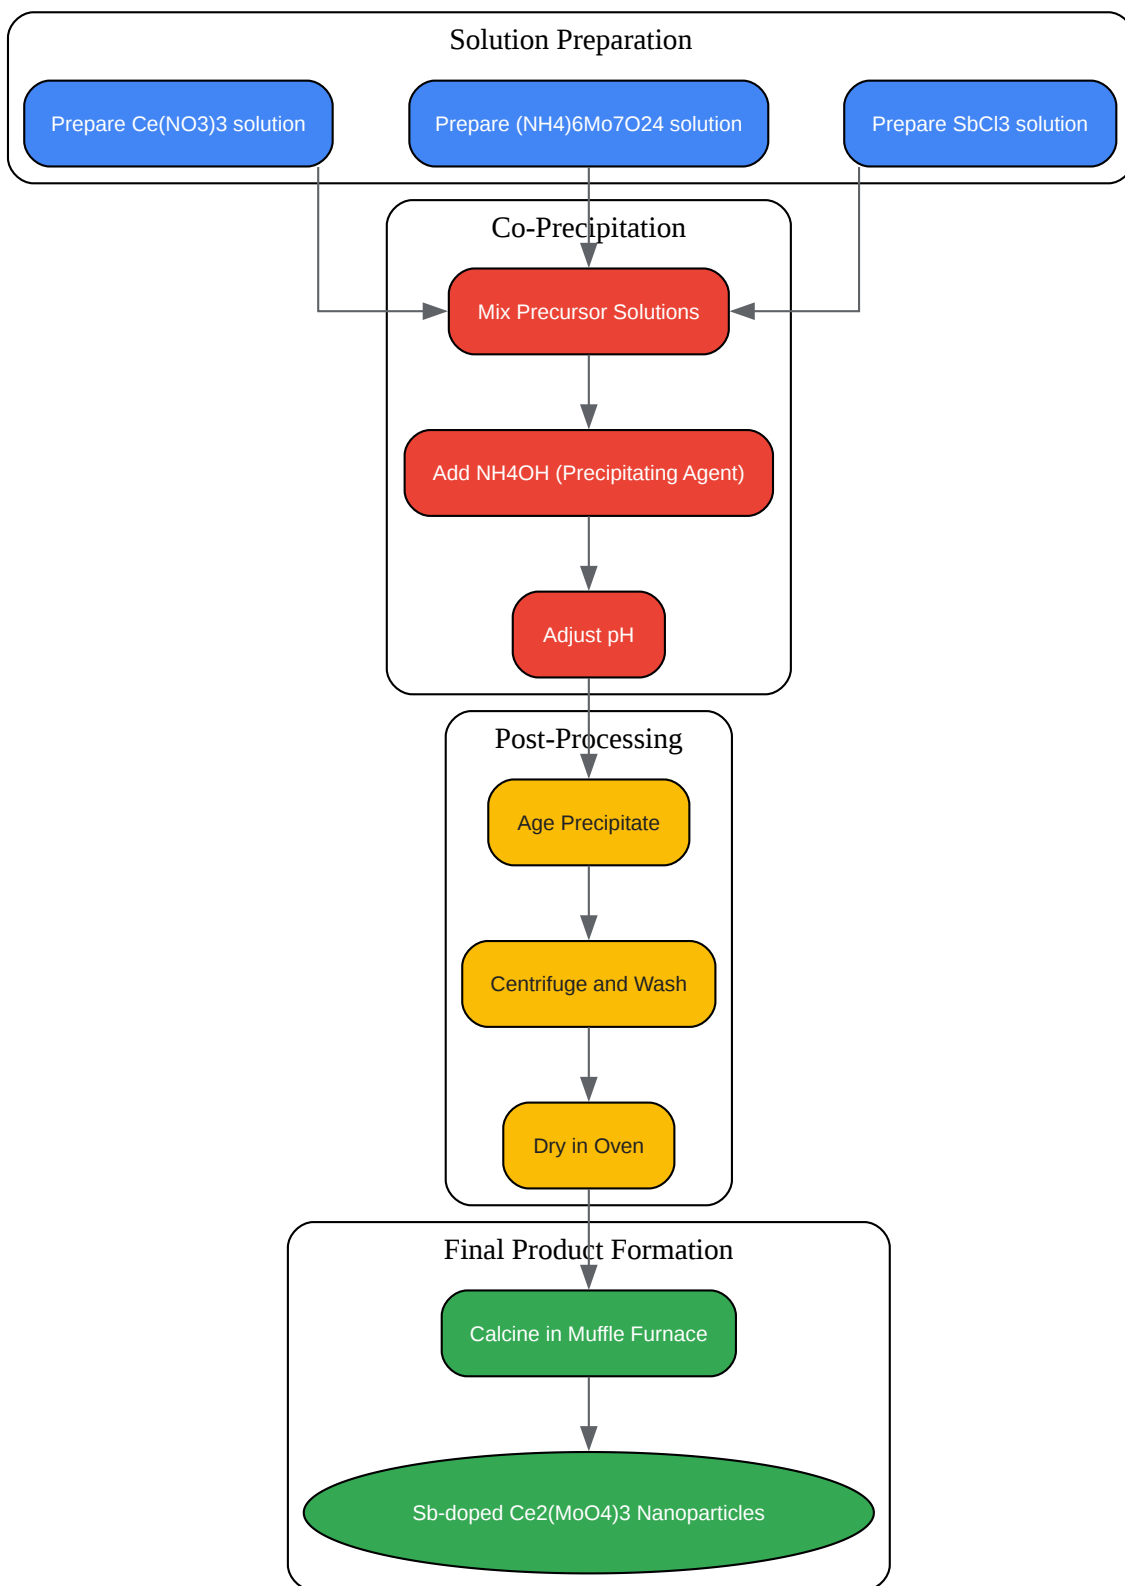 Solution Preparation
Prepare Ce(NO3)3 solution
Prepare (NH4)6Mo7O24 solution
Prepare SbCl3 solution
Co-Precipitation
Mix Precursor Solutions
Add NH4OH (Precipitating Agent)
Adjust pH
Post-Processing
Age Precipitate
Centrifuge and Wash
Dry in Oven
Final Product Formation
Calcine in Muffle Furnace
Sb-doped Ce2(MoO4)3 Nanoparticles